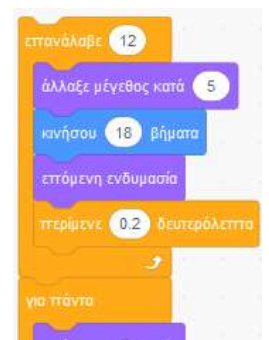 επανάλαβε 12
άλλαξε μέγεθος κατά 5
κινήσου 18 βήματα
επόμενη ενδυμασία
περίμενε 0.2 δευτερόλεπτα
για πάντα